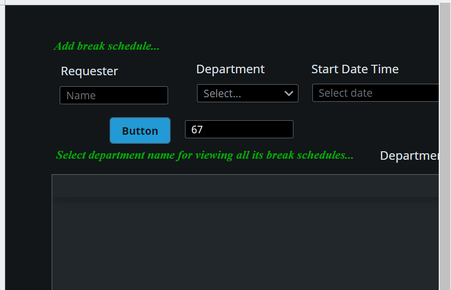 Add break schedule...
Requester Department Start Date Time
Name Select... Select date
Button 67
Select department name for viewing all its break schedules...